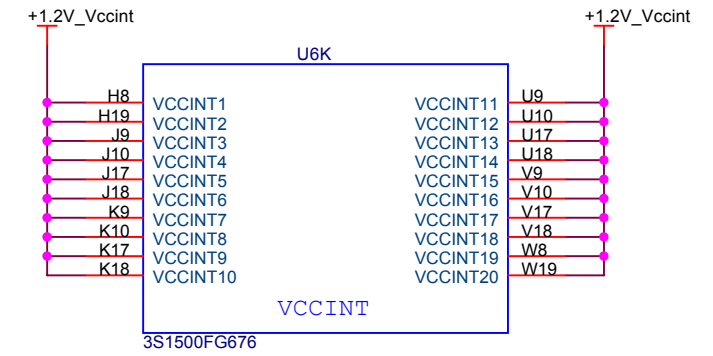 +1.2V_Vccint +1.2V_Vccint
U6K
H8 VCCINT1 VCCINT11 U9
H19 VCCINT2 VCCINT12 U10
J9 VCCINT3 VCCINT13 U17
J10 VCCINT4 VCCINT14 U18
J17 VCCINT5 VCCINT15 V9
J18 VCCINT6 VCCINT16 V10
K9 VCCINT7 VCCINT17 V17
K10 VCCINT8 VCCINT18 V18
K17 VCCINT9 VCCINT19 W8
K18 VCCINT10 VCCINT20 W19
VCCINT
3S1500FG676